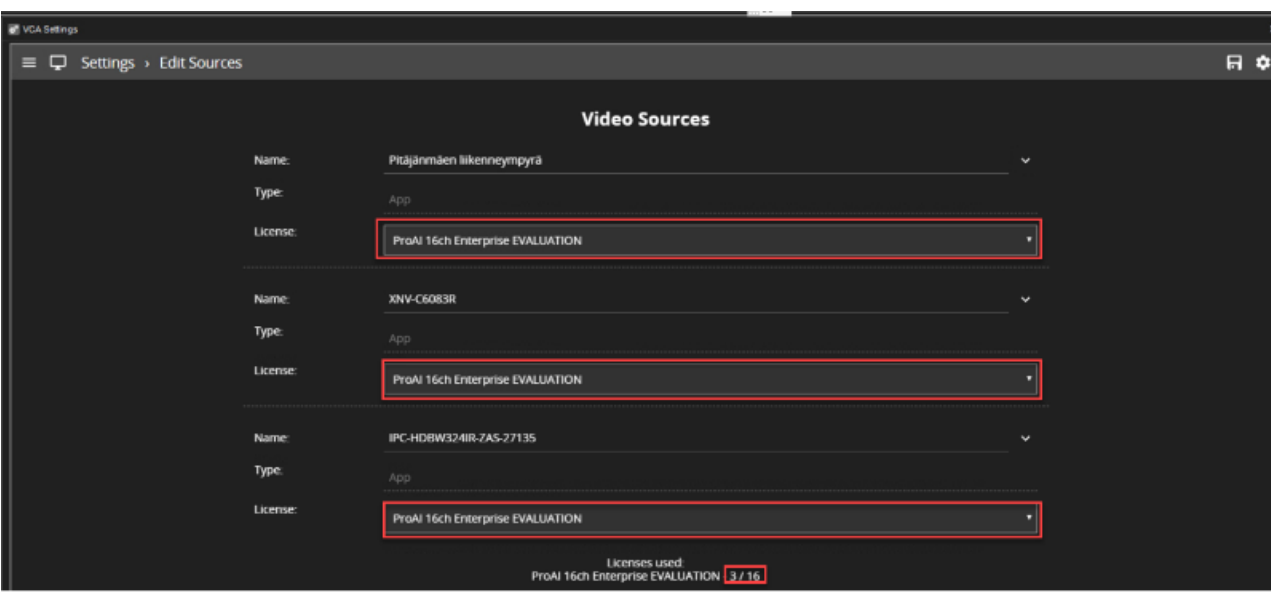 VCA Settings
Settings › Edit Sources
Video Sources
Name: Pitäjänmäen liikenneympyrä
Type: App
License: ProAI 16ch Enterprise EVALUATION
Name: XNV-C6083R
Type: App
License: ProAI 16ch Enterprise EVALUATION
Name: IPC-HDBW324IR-ZAS-27135
Type: App
License: ProAI 16ch Enterprise EVALUATION
Licenses used:
ProAI 16ch Enterprise EVALUATION 3 / 16